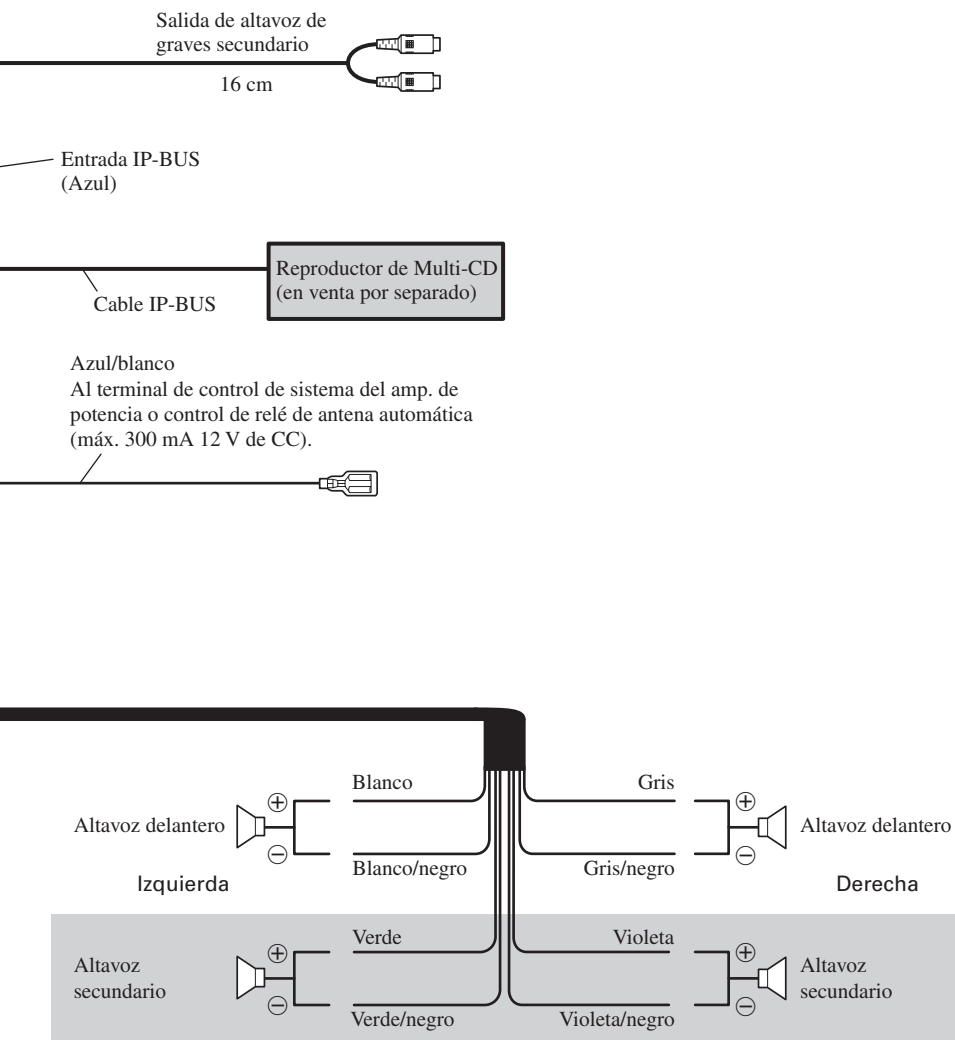 Salida de altavoz de
graves secundario
16 cm
Entrada IP-BUS
(Azul)
Reproductor de Multi-CD
(en venta por separado)
Cable IP-BUS
Azul/blanco
Al terminal de control de sistema del amp. de
potencia o control de relé de antena automática
(máx. 300 mA 12 V de CC).
Blanco
Gris
Altavoz delantero
Altavoz delantero
Blanco/negro
Gris/negro
Izquierda
Derecha
Verde
Violeta
Altavoz
secundario
Altavoz
secundario
Verde/negro
Violeta/negro